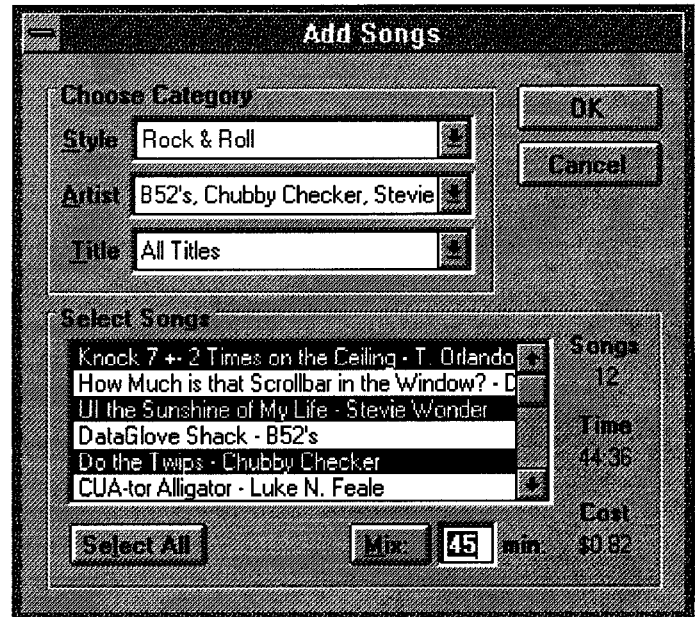 Add Songs
Choose Category
OK
Style Rock & Roll
Cancel
Artist B52's, Chubby Checker, Stevie
Title All Titles
Select Songs
Knock 7 +- 2 Times on the Ceiling - T. Orlando
How Much is that Scrollbar in the Window? - D
UI the Sunshine of My Life - Stevie Wonder
DataGlove Shack - B52's
Do the Twips - Chubby Checker
CUA-tor Alligator - Luke N. Feale
Songs
12
Time
44:36
Cost
$0.82
Select All
Mix: 45 min